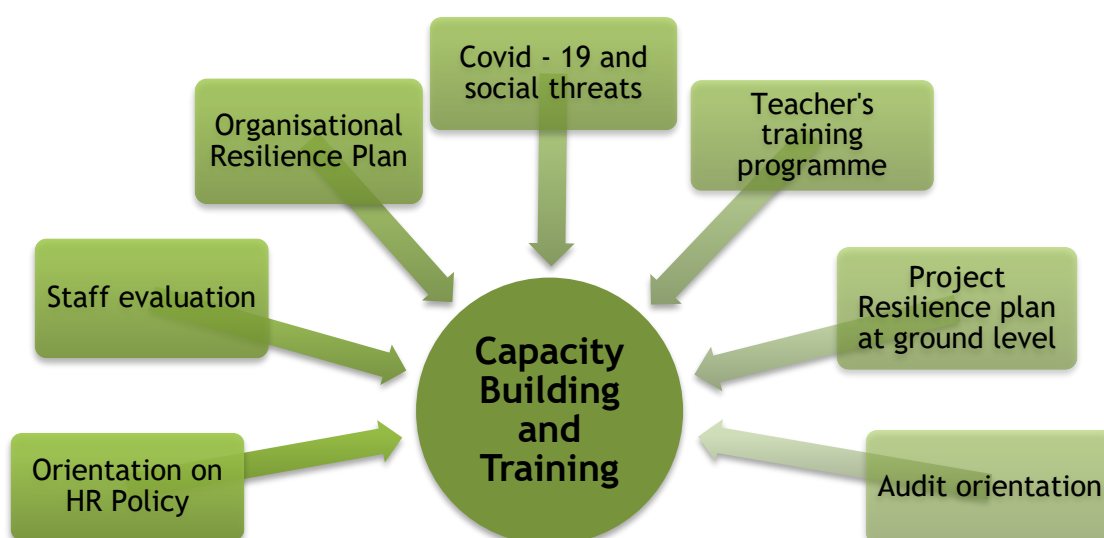 Covid - 19 and
social threats
Organisational
Resilience Plan
Teacher's
training
programme
Staff evaluation
Project
Resilience plan
at ground level
Capacity
Building
and
Training
Orientation on
HR Policy
Audit orientation